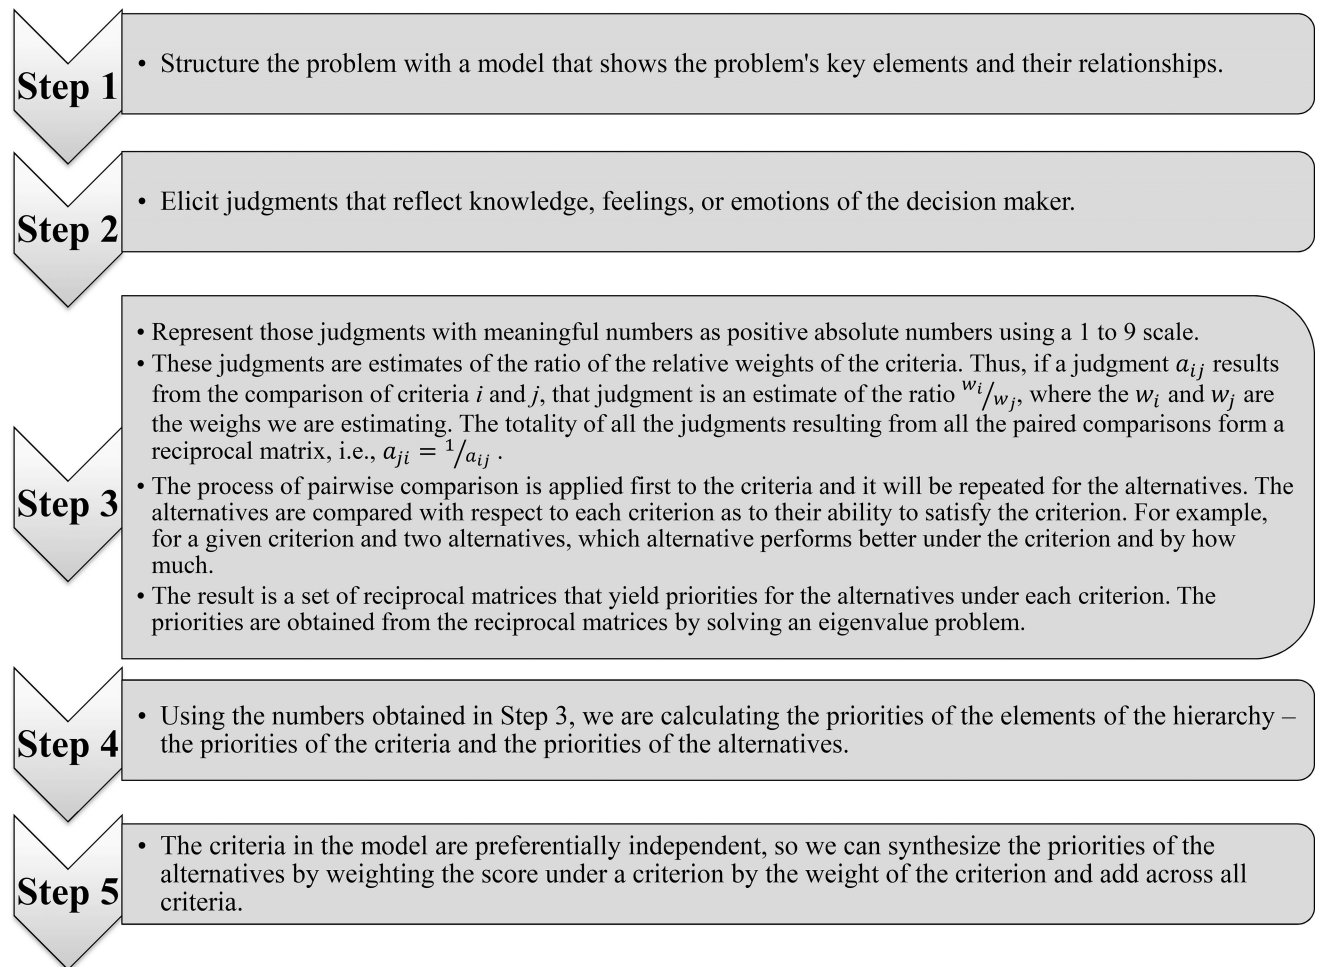 Step 1
• Structure the problem with a model that shows the problem's key elements and their relationships.
Step 2
• Elicit judgments that reflect knowledge, feelings, or emotions of the decision maker.
Step 3
• Represent those judgments with meaningful numbers as positive absolute numbers using a 1 to 9 scale.
• These judgments are estimates of the ratio of the relative weights of the criteria. Thus, if a judgment a_{ij} results
from the comparison of criteria i and j, that judgment is an estimate of the ratio w_i/w_j, where the w_i and w_j are
the weighs we are estimating. The totality of all the judgments resulting from all the paired comparisons form a
reciprocal matrix, i.e., a_{ji} = 1/a_{ij} .
• The process of pairwise comparison is applied first to the criteria and it will be repeated for the alternatives. The
alternatives are compared with respect to each criterion as to their ability to satisfy the criterion. For example,
for a given criterion and two alternatives, which alternative performs better under the criterion and by how
much.
• The result is a set of reciprocal matrices that yield priorities for the alternatives under each criterion. The
priorities are obtained from the reciprocal matrices by solving an eigenvalue problem.
Step 4
• Using the numbers obtained in Step 3, we are calculating the priorities of the elements of the hierarchy –
the priorities of the criteria and the priorities of the alternatives.
Step 5
• The criteria in the model are preferentially independent, so we can synthesize the priorities of the
alternatives by weighting the score under a criterion by the weight of the criterion and add across all
criteria.